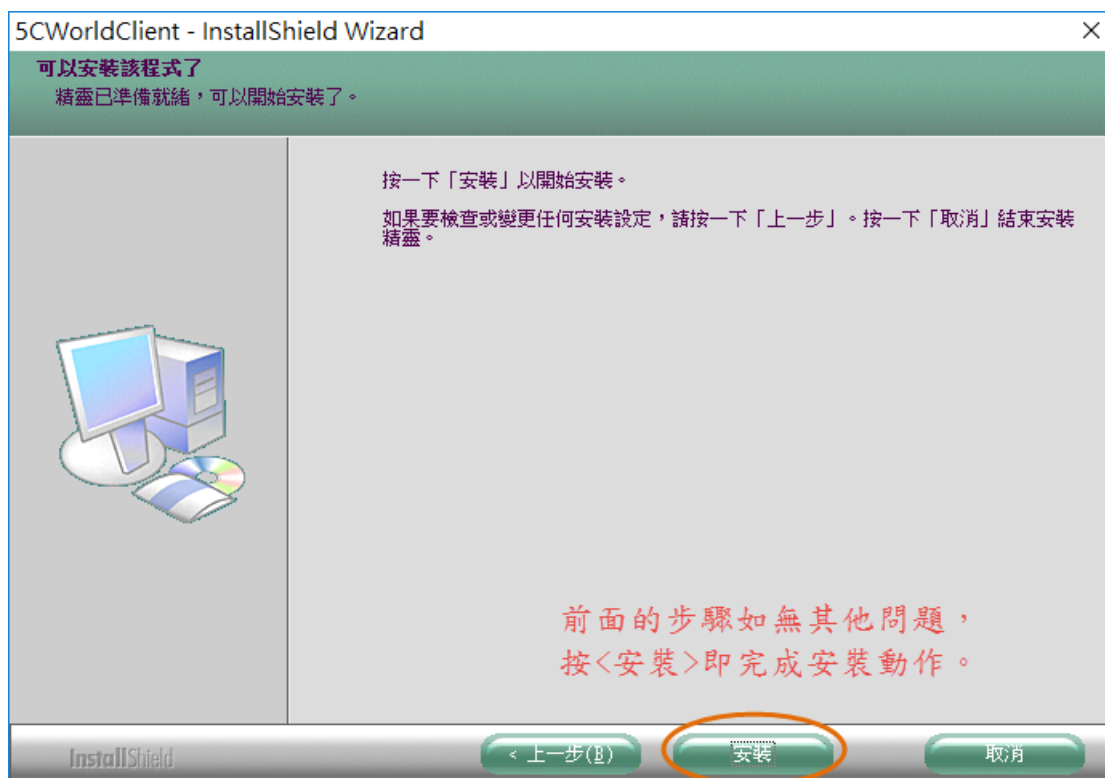 5CWorldClient - InstallShield Wizard
可以安裝該程式了
精靈已準備就緒，可以開始安裝了。
按一下「安裝」以開始安裝。
如果要檢查或變更任何安裝設定，請按一下「上一步」。按一下「取消」結束安裝
精靈。
前面的步驟如無其他問題，
按<安裝>即完成安裝動作。
InstallShield
< 上一步(B)
安裝
取消